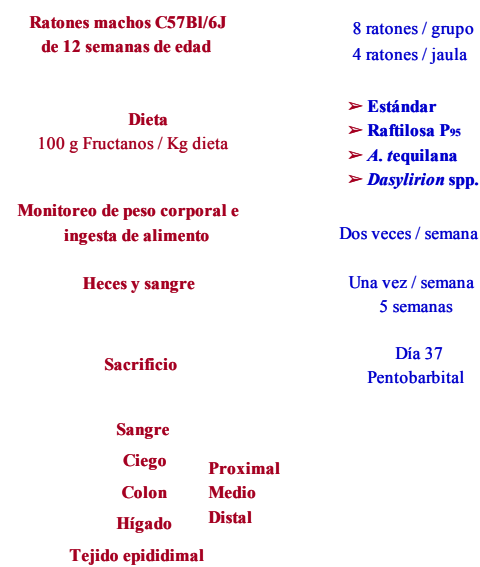 Ratones machos C57Bl/6J
de 12 semanas de edad
8 ratones / grupo
4 ratones / jaula
Dieta
100 g Fructanos / Kg dieta
➢ Estándar
➢ Raftilosa P95
➢ A. tequilana
➢ Dasylirion spp.
Monitoreo de peso corporal e
ingesta de alimento
Dos veces / semana
Heces y sangre
Una vez / semana
5 semanas
Sacrificio
Día 37
Pentobarbital
Sangre
Ciego
Colon
Hígado
Proximal
Medio
Distal
Tejido epididimal